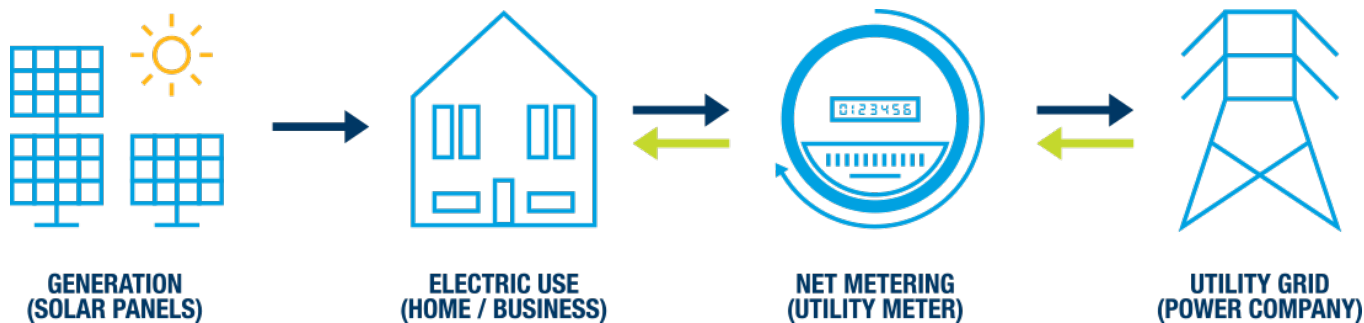 0123456
GENERATION
(SOLAR PANELS)
ELECTRIC USE
(HOME / BUSINESS)
NET METERING
(UTILITY METER)
UTILITY GRID
(POWER COMPANY)